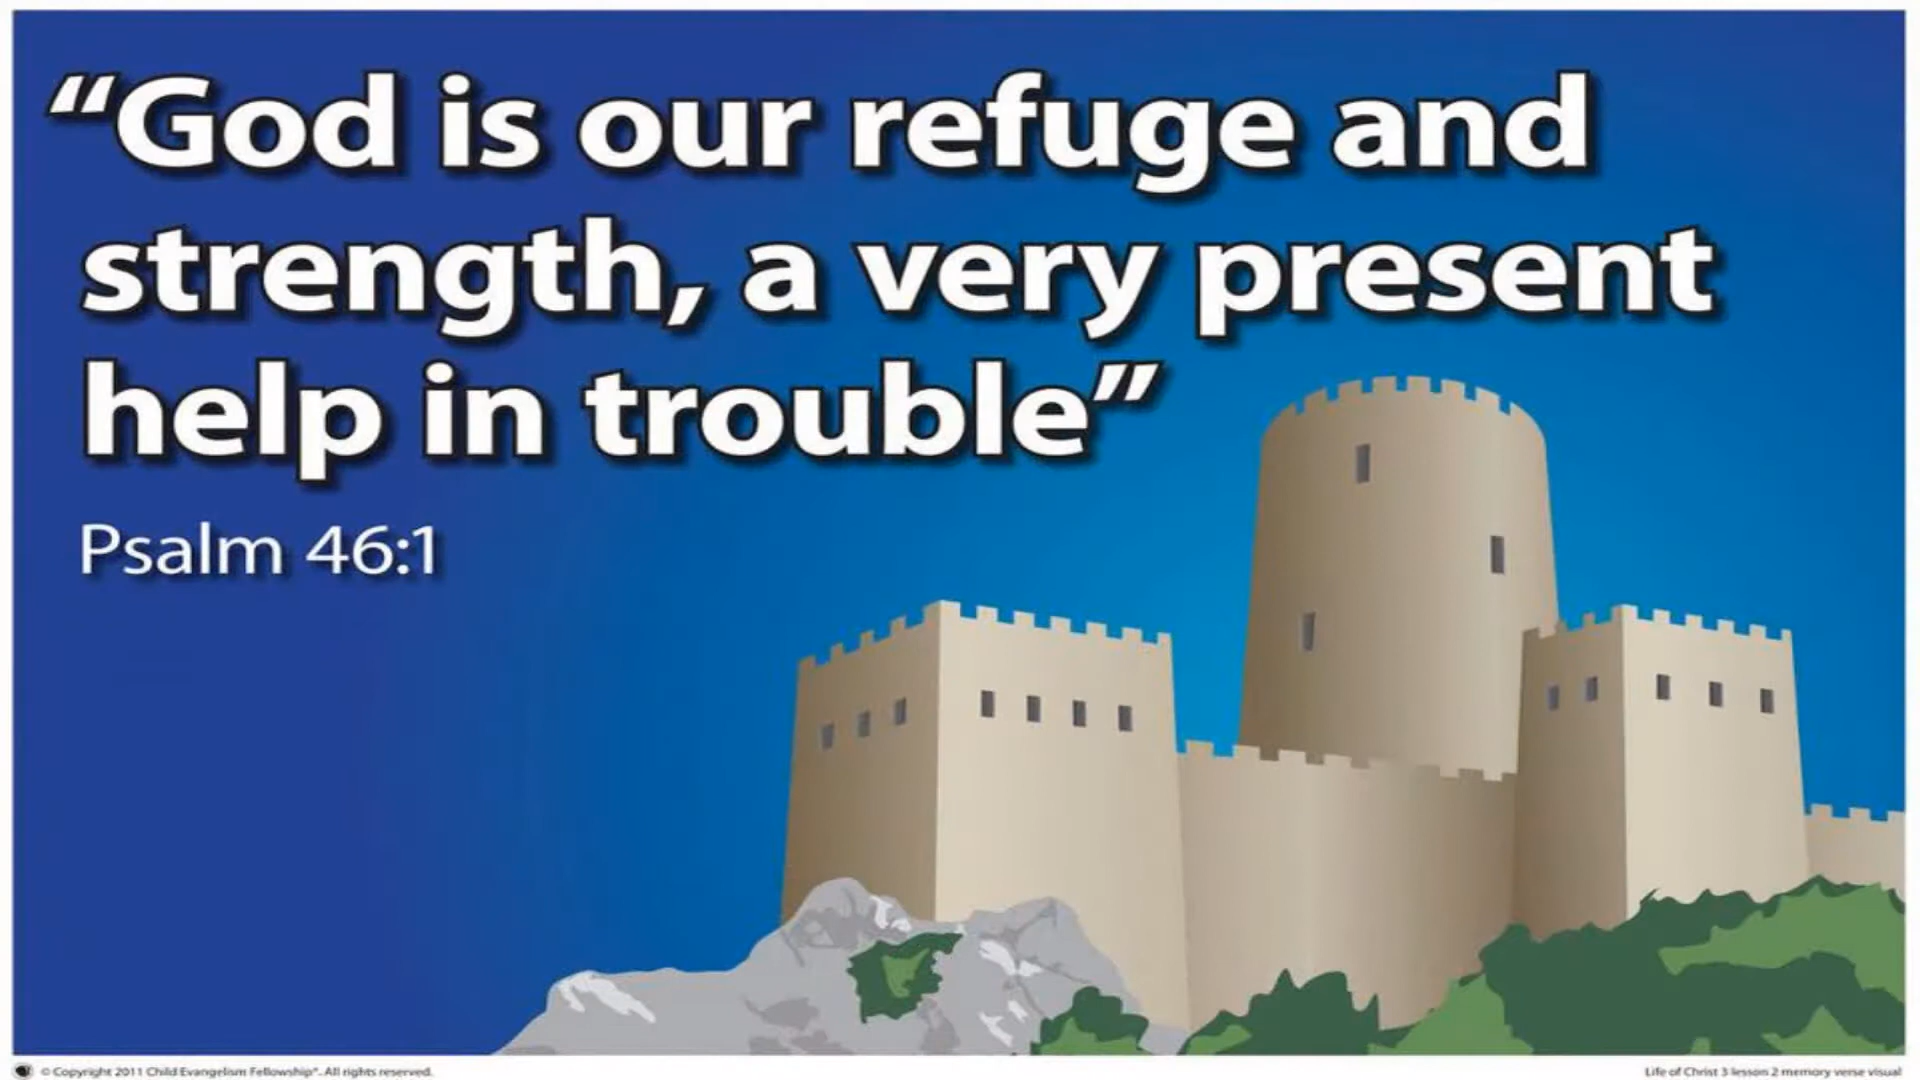 “God is our refuge and
strength, a very present
help in trouble”
Psalm 46:1
© Copyright 2011 Child Evangelism Fellowship®. All rights reserved.
Life of Christ 3 lesson 2 memory verse visual